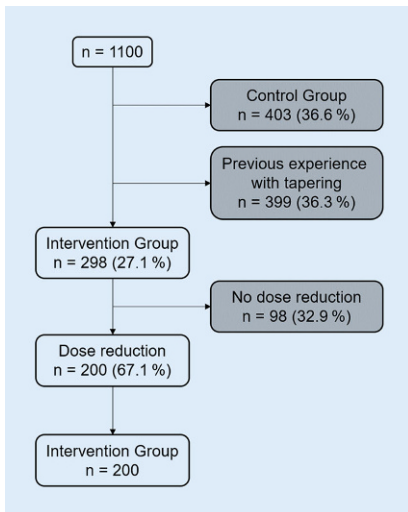 n = 1100
Control Group
n = 403 (36.6 %)
Previous experience
with tapering
n = 399 (36.3 %)
Intervention Group
n = 298 (27.1 %)
No dose reduction
n = 98 (32.9 %)
Dose reduction
n = 200 (67.1 %)
Intervention Group
n = 200